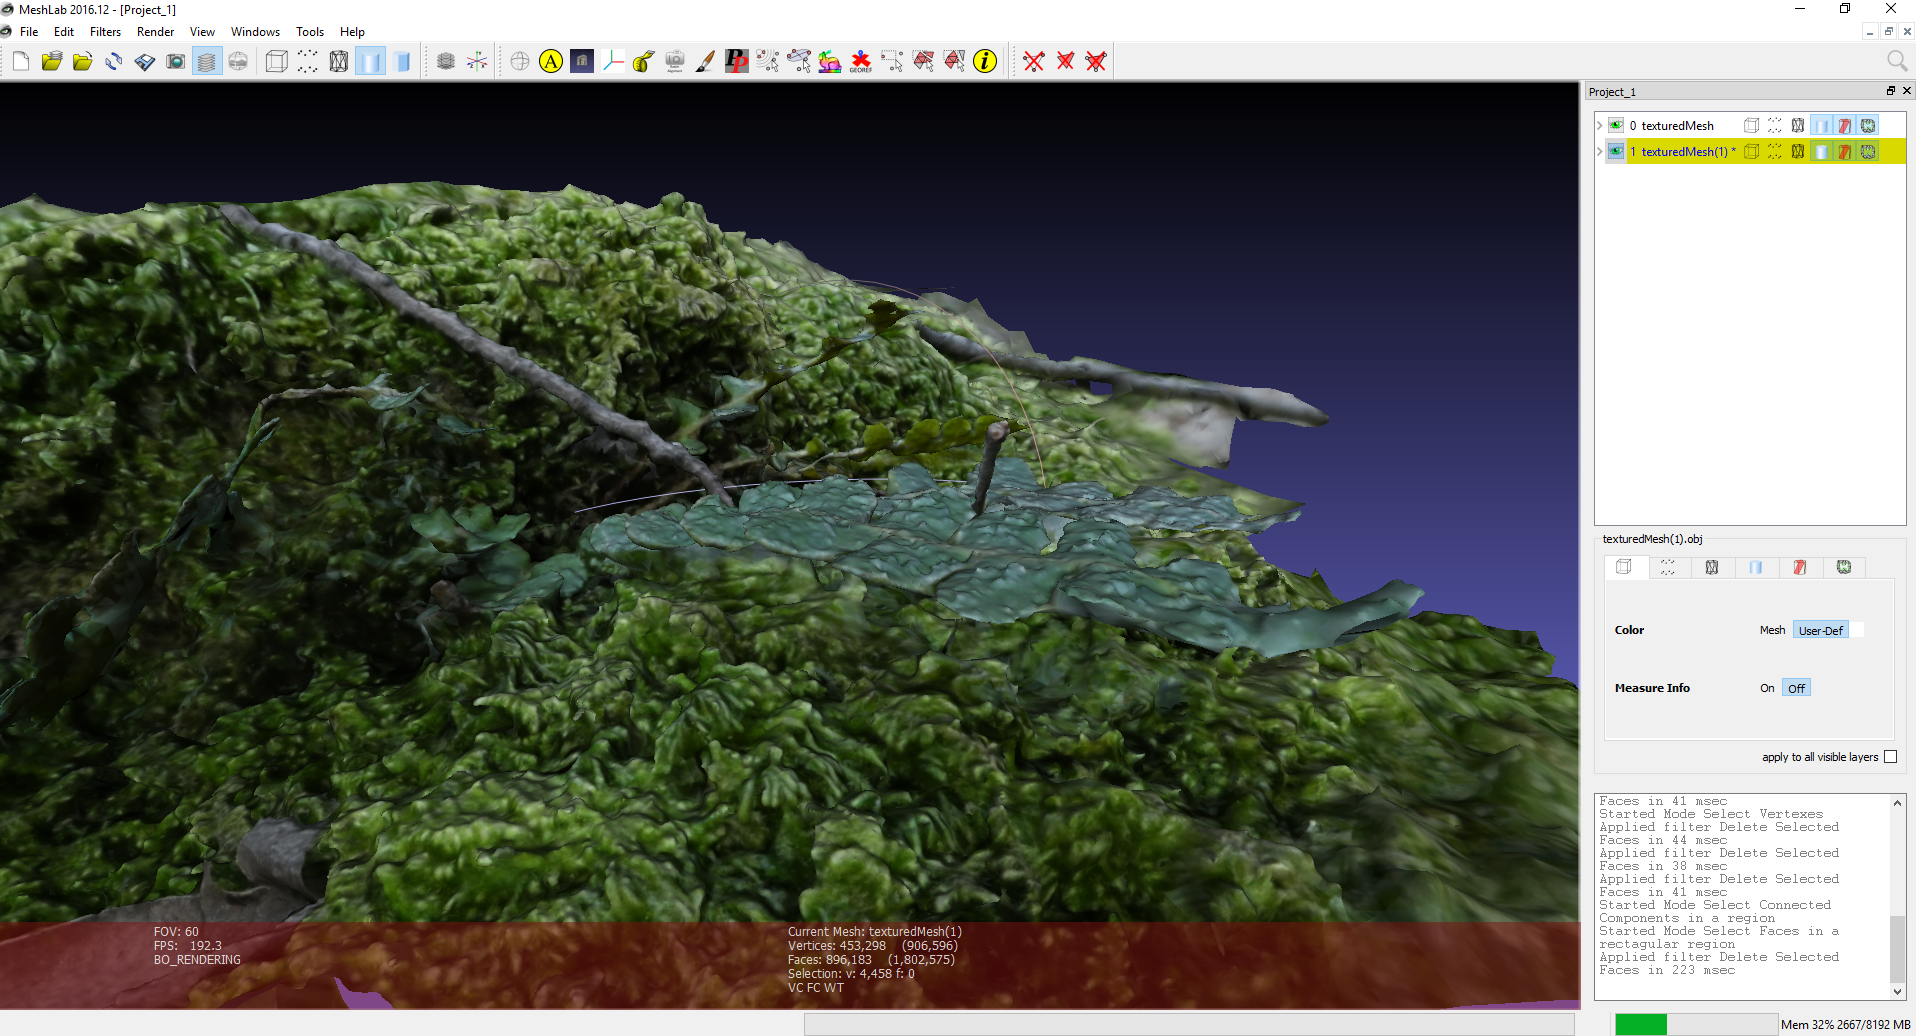 MeshLab 2016.12 - [Project_1]
File Edit Filters Render View Windows Tools Help
A
PP
GEOREF
i
Project_1
0 texturedMesh
1 texturedMesh(1) *
texturedMesh(1).obj
Color Mesh User-Def
Measure Info On Off
apply to all visible layers
Faces in 41 msec
Started Mode Select Vertexes
Applied filter Delete Selected
Faces in 44 msec
Applied filter Delete Selected
Faces in 38 msec
Applied filter Delete Selected
Faces in 41 msec
Started Mode Select Connected
Components in a region
Started Mode Select Faces in a
rectagular region
Applied filter Delete Selected
Faces in 223 msec
FOV: 60
FPS: 192.3
BO_RENDERING
Current Mesh: texturedMesh(1)
Vertices: 453,298 (906,596)
Faces: 896,183 (1,802,575)
Selection: v: 4,458 f: 0
VC FC WT
Mem 32% 2667/8192 MB